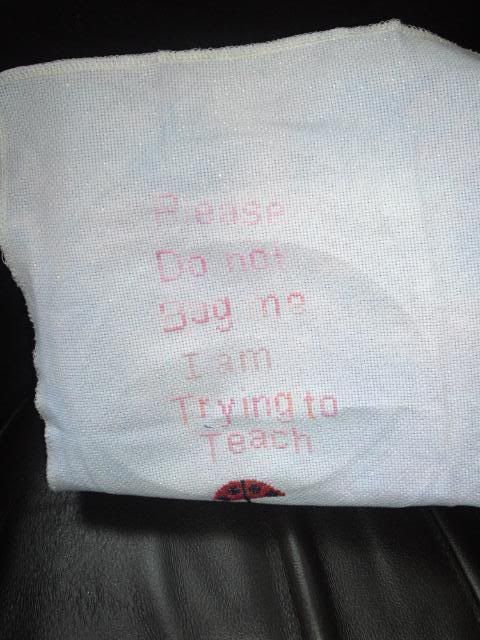 Please
Do not
Bug me
I am
Trying to
Teach